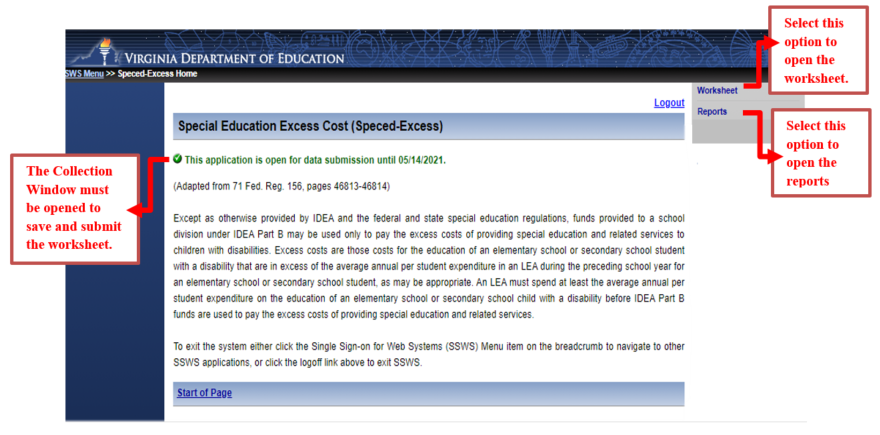 Select this
option to
open the
worksheet.
VIRGINIA DEPARTMENT OF EDUCATION
SWS Menu >> Speced-Excess Home
Worksheet
Logout
Reports
Special Education Excess Cost (Speced-Excess)
Select this
option to
open the
reports
This application is open for data submission until 05/14/2021.
The Collection
Window must
be opened to
save and submit
the worksheet.
(Adapted from 71 Fed. Reg. 156, pages 46813-46814)
Except as otherwise provided by IDEA and the federal and state special education regulations, funds provided to a school
division under IDEA Part B may be used only to pay the excess costs of providing special education and related services to
children with disabilities. Excess costs are those costs for the education of an elementary school or secondary school student
with a disability that are in excess of the average annual per student expenditure in an LEA during the preceding school year for
an elementary school or secondary school student, as may be appropriate. An LEA must spend at least the average annual per
student expenditure on the education of an elementary school or secondary school child with a disability before IDEA Part B
funds are used to pay the excess costs of providing special education and related services.
To exit the system either click the Single Sign-on for Web Systems (SSWS) Menu item on the breadcrumb to navigate to other
SSWS applications, or click the logoff link above to exit SSWS.
Start of Page